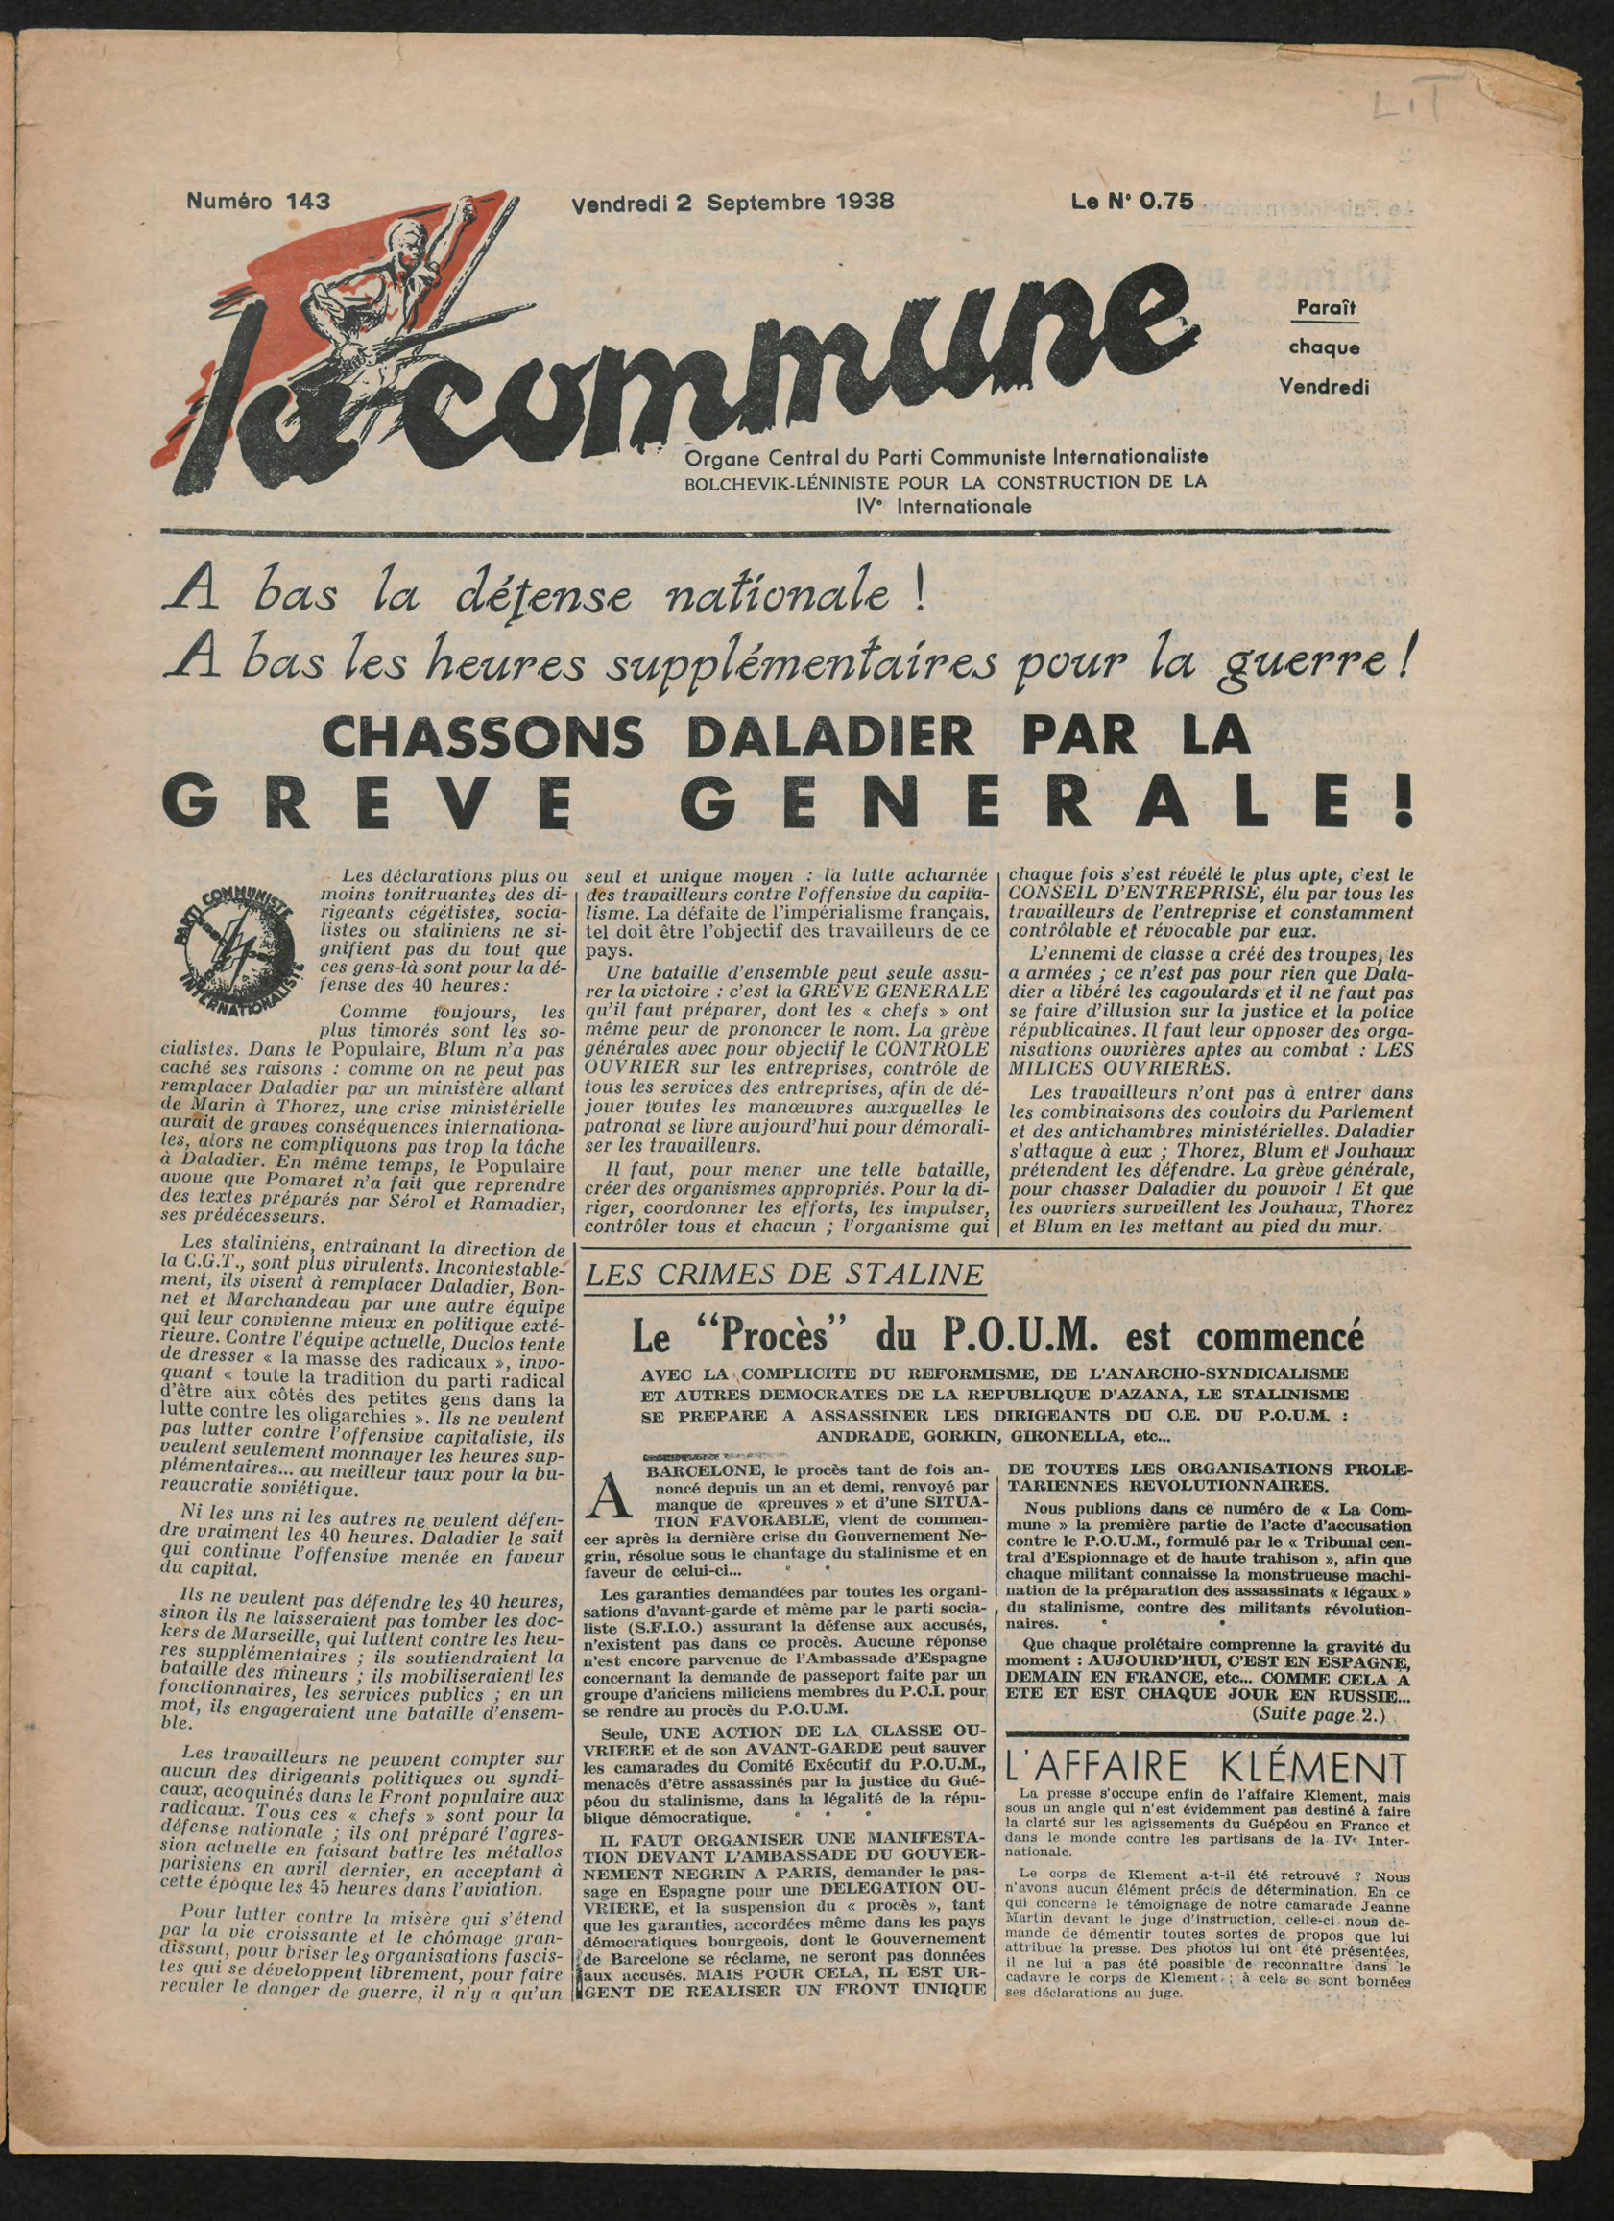 LIT
Numéro 143
Vendredi 2 Septembre 1938
Le N° 0.75
la commune
Paraît
chaque
Vendredi
Organe Central du Parti Communiste Internationaliste
BOLCHEVIK-LÉNINISTE POUR LA CONSTRUCTION DE LA
IVe Internationale
A bas la défense nationale !
A bas les heures supplémentaires pour la guerre !
CHASSONS DALADIER PAR LA
GREVE GENERALE !
PARTI COMMUNISTE
INTERNATIONALISTE
Les déclarations plus ou
moins tonitruantes des di-
rigeants cégétistes, socia-
listes ou staliniens ne si-
gnifient pas du tout que
ces gens-là sont pour la dé-
fense des 40 heures :
Comme toujours, les
plus timorés sont les so-
cialistes. Dans le Populaire, Blum n'a pas
caché ses raisons : comme on ne peut pas
remplacer Daladier par un ministère allant
de Marin à Thorez, une crise ministérielle
aurait de graves conséquences internationa-
les, alors ne compliquons pas trop la tâche
à Daladier. En même temps, le Populaire
avoue que Pomaret n'a fait que reprendre
des textes préparés par Sérol et Ramadier,
ses prédécesseurs.
Les staliniens, entraînant la direction de
la C.G.T., sont plus virulents. Incontestable-
ment, ils visent à remplacer Daladier, Bon-
net et Marchandeau par une autre équipe
qui leur convienne mieux en politique exté-
rieure. Contre l'équipe actuelle, Duclos tente
de dresser « la masse des radicaux », invo-
quant « toute la tradition du parti radical
d'être aux côtés des petites gens dans la
lutte contre les oligarchies ». Ils ne veulent
pas lutter contre l'offensive capitaliste, ils
veulent seulement monnayer les heures sup-
plémentaires... au meilleur taux pour la bu-
reaucratie soviétique.
Ni les uns ni les autres ne veulent défen-
dre vraiment les 40 heures. Daladier le sait
qui continue l'offensive menée en faveur
du capital.
Ils ne veulent pas défendre les 40 heures,
sinon ils ne laisseraient pas tomber les doc-
kers de Marseille, qui luttent contre les heu-
res supplémentaires ; ils soutiendraient la
bataille des mineurs ; ils mobiliseraient les
fonctionnaires, les services publics ; en un
mot, ils engageraient une bataille d'ensem-
ble.
Les travailleurs ne peuvent compter sur
aucun des dirigeants politiques ou syndi-
caux, acoquinés dans le Front populaire aux
radicaux. Tous ces « chefs » sont pour la
défense nationale ; ils ont préparé l'agres-
sion actuelle en faisant battre les métallos
parisiens en avril dernier, en acceptant à
cette époque les 45 heures dans l'aviation.
Pour lutter contre la misère qui s'étend
par la vie croissante et le chômage gran-
dissant, pour briser les organisations fascis-
tes qui se développent librement, pour faire
reculer le danger de guerre, il n'y a qu'un
seul et unique moyen : la lutte acharnée
des travailleurs contre l'offensive du capita-
lisme. La défaite de l'impérialisme français,
tel doit être l'objectif des travailleurs de ce
pays.
Une bataille d'ensemble peut seule assu-
rer la victoire : c'est la GREVE GENERALE
qu'il faut préparer, dont les « chefs » ont
même peur de prononcer le nom. La grève
générales avec pour objectif le CONTROLE
OUVRIER sur les entreprises, contrôle de
tous les services des entreprises, afin de dé-
jouer toutes les manœuvres auxquelles le
patronat se livre aujourd'hui pour démorali-
ser les travailleurs.
Il faut, pour mener une telle bataille,
créer des organismes appropriés. Pour la di-
riger, coordonner les efforts, les impulser,
contrôler tous et chacun ; l'organisme qui
chaque fois s'est révélé le plus apte, c'est le
CONSEIL D'ENTREPRISE, élu par tous les
travailleurs de l'entreprise et constamment
contrôlable et révocable par eux.
L'ennemi de classe a créé des troupes, les
a armées ; ce n'est pas pour rien que Dala-
dier a libéré les cagoulards et il ne faut pas
se faire d'illusion sur la justice et la police
républicaines. Il faut leur opposer des orga-
nisations ouvrières aptes au combat : LES
MILICES OUVRIERES.
Les travailleurs n'ont pas à entrer dans
les combinaisons des couloirs du Parlement
et des antichambres ministérielles. Daladier
s'attaque à eux ; Thorez, Blum et Jouhaux
prétendent les défendre. La grève générale,
pour chasser Daladier du pouvoir ! Et que
les ouvriers surveillent les Jouhaux, Thorez
et Blum en les mettant au pied du mur.
LES CRIMES DE STALINE
Le "Procès" du P.O.U.M. est commencé
AVEC LA COMPLICITE DU REFORMISME, DE L'ANARCHO-SYNDICALISME
ET AUTRES DEMOCRATES DE LA REPUBLIQUE D'AZANA, LE STALINISME
SE PREPARE A ASSASSINER LES DIRIGEANTS DU C.E. DU P.O.U.M. :
ANDRADE, GORKIN, GIRONELLA, etc...
A BARCELONE, le procès tant de fois an-
noncé depuis un an et demi, renvoyé par
manque de «preuves » et d'une SITUA-
TION FAVORABLE, vient de commen-
cer après la dernière crise du Gouvernement Ne-
grin, résolue sous le chantage du stalinisme et en
faveur de celui-ci...
Les garanties demandées par toutes les organi-
sations d'avant-garde et même par le parti socia-
liste (S.F.I.O.) assurant la défense aux accusés,
n'existent pas dans ce procès. Aucune réponse
n'est encore parvenue de l'Ambassade d'Espagne
concernant la demande de passeport faite par un
groupe d'anciens miliciens membres du P.C.I. pour
se rendre au procès du P.O.U.M.
Seule, UNE ACTION DE LA CLASSE OU-
VRIERE et de son AVANT-GARDE peut sauver
les camarades du Comité Exécutif du P.O.U.M.,
menacés d'être assassinés par la justice du Gué-
péou du stalinisme, dans la légalité de la répu-
blique démocratique.
IL FAUT ORGANISER UNE MANIFESTA-
TION DEVANT L'AMBASSADE DU GOUVER-
NEMENT NEGRIN A PARIS, demander le pas-
sage en Espagne pour une DELEGATION OU-
VRIERE, et la suspension du « procès », tant
que les garanties, accordées même dans les pays
démocratiques bourgeois, dont le Gouvernement
de Barcelone se réclame, ne seront pas données
aux accusés. MAIS POUR CELA, IL EST UR-
GENT DE REALISER UN FRONT UNIQUE
DE TOUTES LES ORGANISATIONS PROLE-
TARIENNES REVOLUTIONNAIRES.
Nous publions dans ce numéro de « La Com-
mune » la première partie de l'acte d'accusation
contre le P.O.U.M., formulé par le « Tribunal cen-
tral d'Espionnage et de haute trahison », afin que
chaque militant connaisse la monstrueuse machi-
nation de la préparation des assassinats « légaux »
du stalinisme, contre des militants révolution-
naires.
Que chaque prolétaire comprenne la gravité du
moment : AUJOURD'HUI, C'EST EN ESPAGNE,
DEMAIN EN FRANCE, etc... COMME CELA A
ETE ET EST CHAQUE JOUR EN RUSSIE...
(Suite page 2.)
L'AFFAIRE KLÉMENT
La presse s'occupe enfin de l'affaire Klement, mais
sous un angle qui n'est évidemment pas destiné à faire
la clarté sur les agissements du Guépéou en France et
dans le monde contre les partisans de la IVe Inter-
nationale.
Le corps de Klement a-t-il été retrouvé ? Nous
n'avons aucun élément précis de détermination. En ce
qui concerne le témoignage de notre camarade Jeanne
Martin devant le juge d'instruction, celle-ci nous de-
mande de démentir toutes sortes de propos que lui
attribue la presse. Des photos lui ont été présentées,
il ne lui a pas été possible de reconnaître dans le
cadavre le corps de Klement ; à cela se sont bornées
ses déclarations au juge.